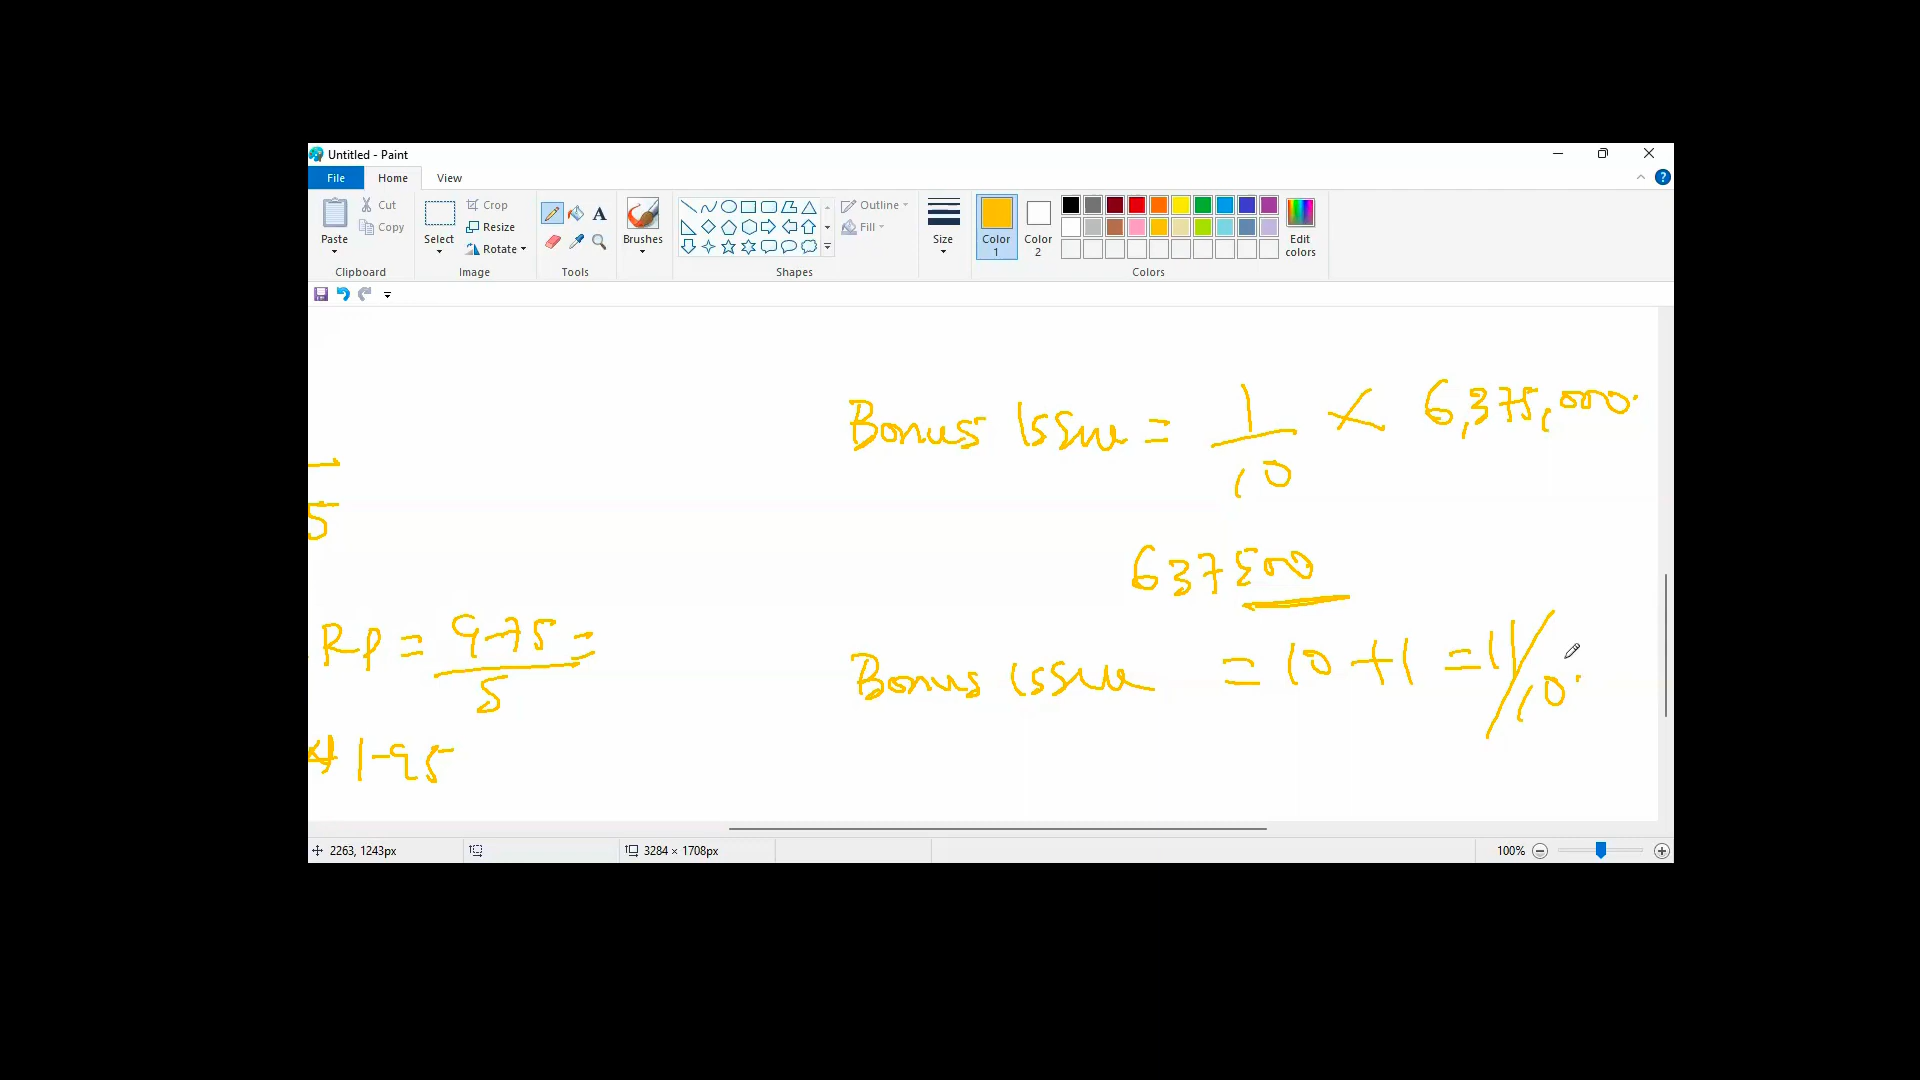 Untitled - Paint
File Home View
Paste Cut Copy Clipboard
Select Crop Resize Rotate Image
Tools
Brushes
Outline Fill Shapes
Size
Color 1 Color 2 Edit colors Colors
Bonus Issue = 1/10 × 6,375,000.
5
637500
RP = 9.75/5 =
Bonus issue = 10 + 1 = 11/10.
1.95
2263, 1243px 3284 × 1708px 100%